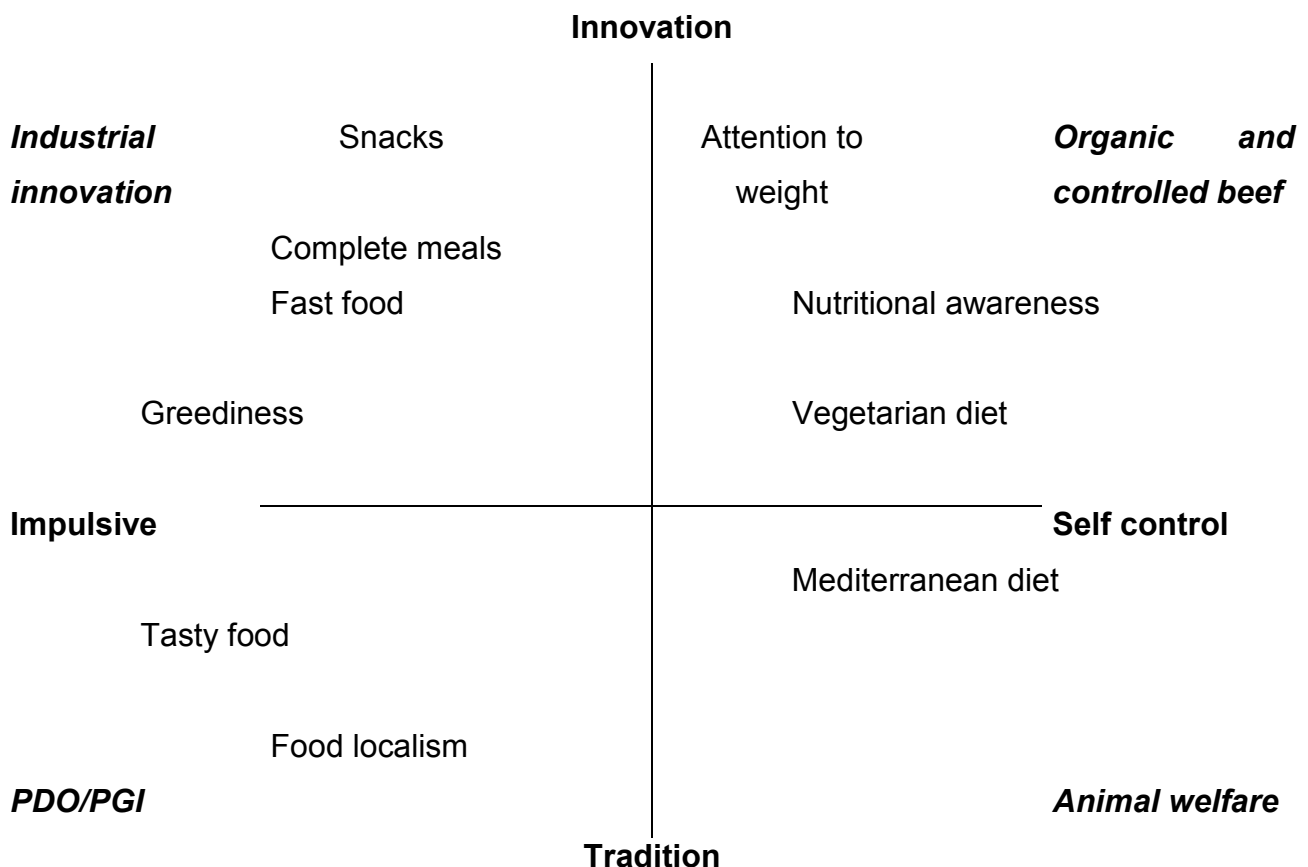 Innovation
Industrial innovation
Snacks
Attention to weight
Organic and controlled beef
Complete meals
Fast food
Nutritional awareness
Greediness
Vegetarian diet
Impulsive
Self control
Mediterranean diet
Tasty food
Food localism
PDO/PGI
Animal welfare
Tradition